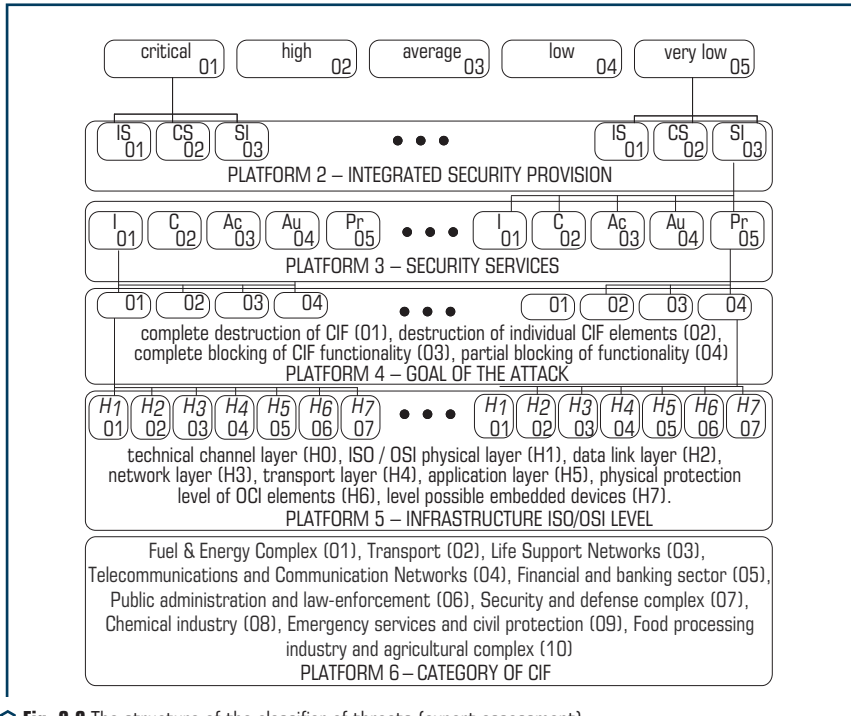 critical 01 high 02 average 03 low 04 very low 05
IS 01 CS 02 SI 03 • • • IS 01 CS 02 SI 03
PLATFORM 2 – INTEGRATED SECURITY PROVISION
I 01 C 02 Ac 03 Au 04 Pr 05 • • • I 01 C 02 Ac 03 Au 04 Pr 05
PLATFORM 3 – SECURITY SERVICES
01 02 03 04 • • • 01 02 03 04
complete destruction of CIF (01), destruction of individual CIF elements (02),
complete blocking of CIF functionality (03), partial blocking of functionality (04)
PLATFORM 4 – GOAL OF THE ATTACK
H1 01 H2 02 H3 03 H4 04 H5 05 H6 06 H7 07 • • • H1 01 H2 02 H3 03 H4 04 H5 05 H6 06 H7 07
technical channel layer (H0), ISO / OSI physical layer (H1), data link layer (H2),
network layer (H3), transport layer (H4), application layer (H5), physical protection
level of OCI elements (H6), level possible embedded devices (H7).
PLATFORM 5 – INFRASTRUCTURE ISO/OSI LEVEL
Fuel & Energy Complex (01), Transport (02), Life Support Networks (03),
Telecommunications and Communication Networks (04), Financial and banking sector (05),
Public administration and law-enforcement (06), Security and defense complex (07),
Chemical industry (08), Emergency services and civil protection (09), Food processing
industry and agricultural complex (10)
PLATFORM 6 – CATEGORY OF CIF
The structure of the classifier of threats (expert assessment)